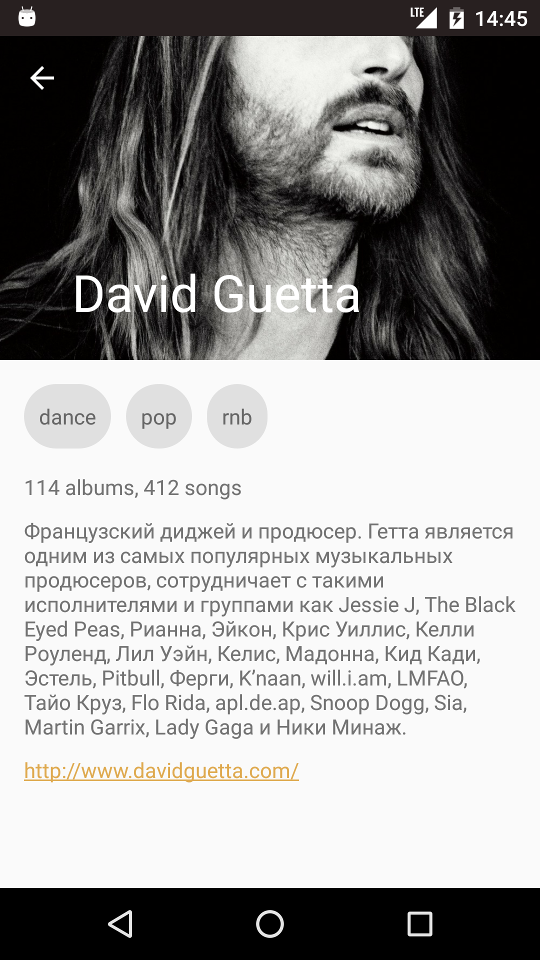 LTE 14:45
David Guetta
dance pop rnb
114 albums, 412 songs
Французский диджей и продюсер. Гетта является
одним из самых популярных музыкальных
продюсеров, сотрудничает с такими
исполнителями и группами как Jessie J, The Black
Eyed Peas, Рианна, Эйкон, Крис Уиллис, Келли
Роуленд, Лил Уэйн, Келис, Мадонна, Кид Кади,
Эстель, Pitbull, Ферги, K’naan, will.i.am, LMFAO,
Тайо Круз, Flo Rida, apl.de.ap, Snoop Dogg, Sia,
Martin Garrix, Lady Gaga и Ники Минаж.
http://www.davidguetta.com/